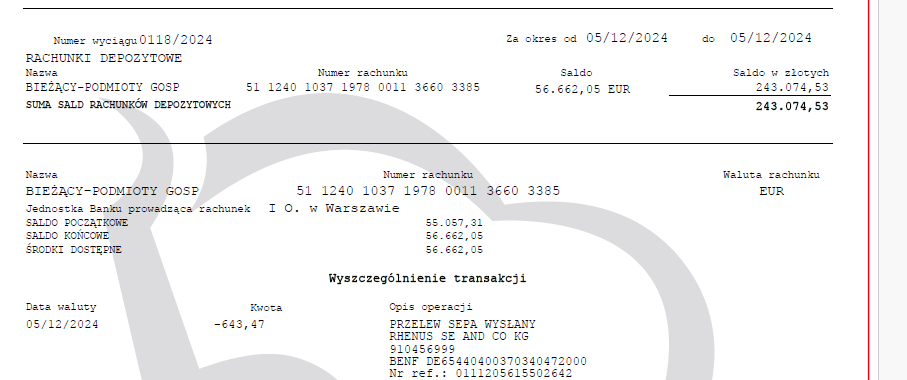 Numer wyciągu 0118/2024 Za okres od 05/12/2024 do 05/12/2024
RACHUNKI DEPOZYTOWE
Nazwa Numer rachunku Saldo Saldo w złotych
BIEŻĄCY-PODMIOTY GOSP 51 1240 1037 1978 0011 3660 3385 56.662,05 EUR 243.074,53
SUMA SALD RACHUNKÓW DEPOZYTOWYCH 243.074,53
Nazwa Numer rachunku Waluta rachunku
BIEŻĄCY-PODMIOTY GOSP 51 1240 1037 1978 0011 3660 3385 EUR
Jednostka Banku prowadząca rachunek I O. w Warszawie
SALDO POCZĄTKOWE 55.057,31
SALDO KOŃCOWE 56.662,05
ŚRODKI DOSTĘPNE 56.662,05
Wyszczególnienie transakcji
Data waluty Kwota Opis operacji
05/12/2024 -643,47 PRZELEW SEPA WYSŁANY
RHENUS SE AND CO KG
910456999
BENF DE65440400370340472000
Nr ref.: 0111205615502642